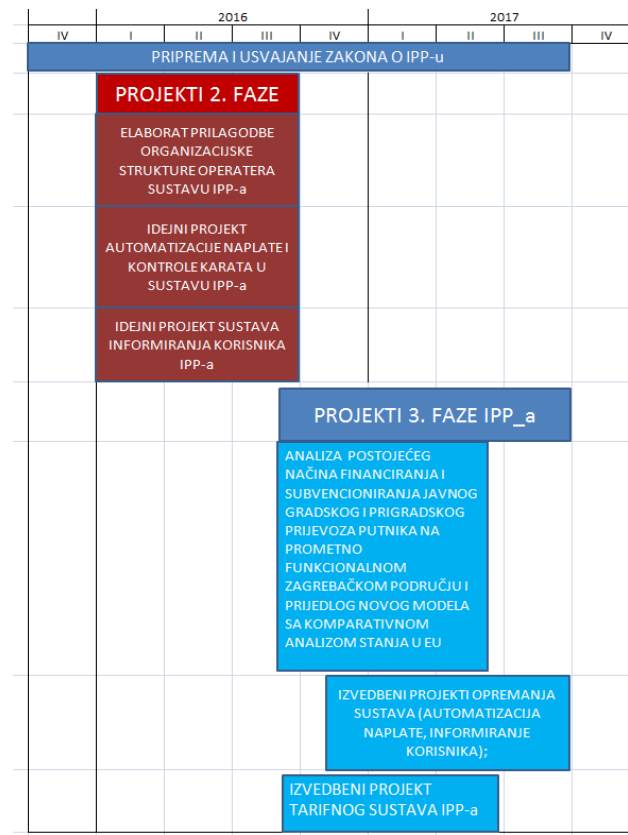 2016 2017
IV I II III IV I II III IV
PRIPREMA I USVAJANJE ZAKONA O IPP-u
PROJEKTI 2. FAZE
ELABORAT PRILAGODBE
ORGANIZACIJSKE
STRUKTURE OPERATERA
SUSTAVU IPP-a
IDEJNI PROJEKT
AUTOMATIZACIJE NAPLATE I
KONTROLE KARATA U
SUSTAVU IPP-a
IDEJNI PROJEKT SUSTAVA
INFORMIRANJA KORISNIKA
IPP-a
PROJEKTI 3. FAZE IPP_a
ANALIZA POSTOJEĆEG
NAČINA FINANCIRANJA I
SUBVENCIONIRANJA JAVNOG
GRADSKOG I PRIGRADSKOG
PRIJEVOZA PUTNIKA NA
PROMETNO
FUNKCIONALNOM
ZAGREBAČKOM PODRUČJU I
PRIJEDLOG NOVOG MODELA
SA KOMPARATIVNOM
ANALIZOM STANJA U EU
IZVEDBENI PROJEKTI OPREMANJA
SUSTAVA (AUTOMATIZACIJA
NAPLATE, INFORMIRANJE
KORISNIKA);
IZVEDBENI PROJEKT
TARIFNOG SUSTAVA IPP-a